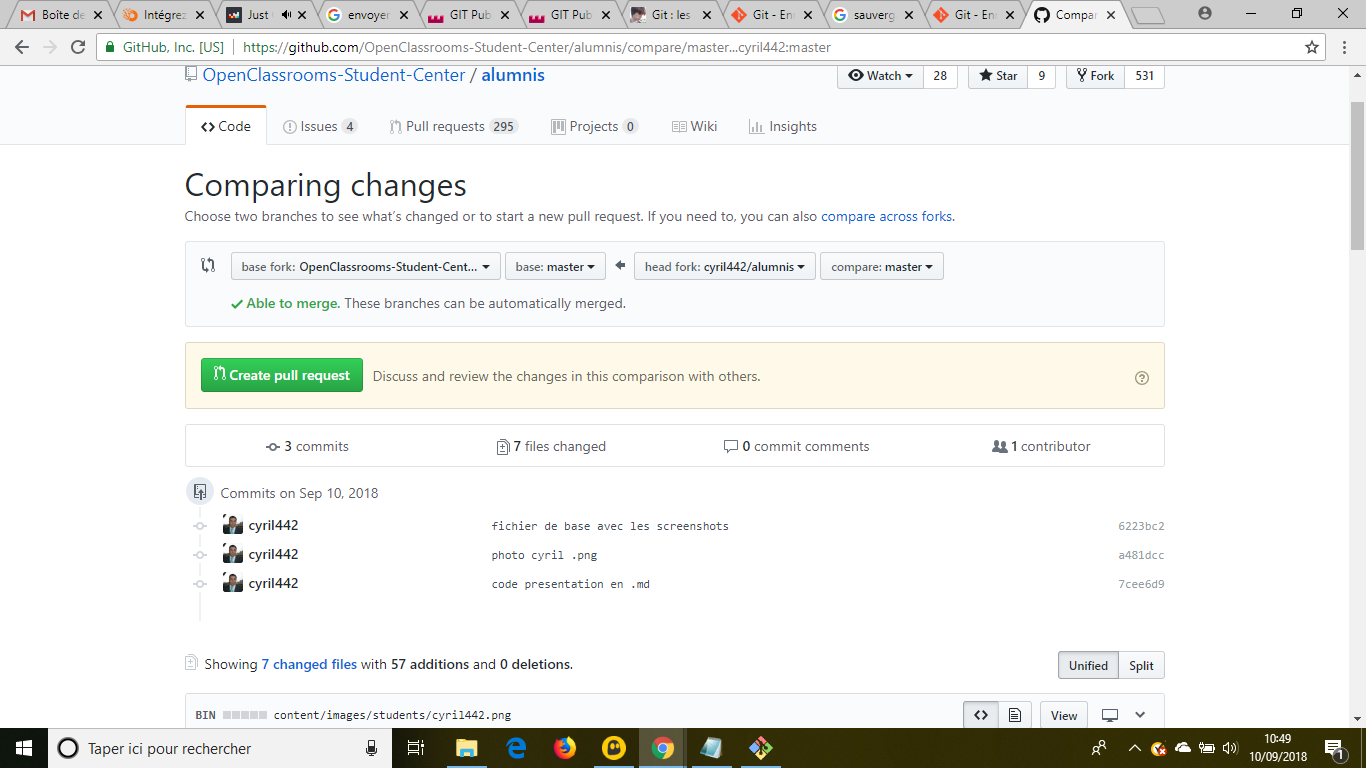 Boîte de
Intégrez
Just
envoyer
GIT Pub
GIT Pub
Git : les
Git - Enr
sauverg
Git - Enr
Compar
GitHub, Inc. [US]
https://github.com/OpenClassrooms-Student-Center/alumnis/compare/master...cyril442:master
OpenClassrooms-Student-Center / alumnis
Watch 28
Star 9
Fork 531
Code
Issues 4
Pull requests 295
Projects 0
Wiki
Insights
Comparing changes
Choose two branches to see what's changed or to start a new pull request. If you need to, you can also compare across forks.
base fork: OpenClassrooms-Student-Cent...
base: master
head fork: cyril442/alumnis
compare: master
Able to merge. These branches can be automatically merged.
Create pull request
Discuss and review the changes in this comparison with others.
3 commits
7 files changed
0 commit comments
1 contributor
Commits on Sep 10, 2018
cyril442 fichier de base avec les screenshots 6223bc2
cyril442 photo cyril .png a481dcc
cyril442 code presentation en .md 7cee6d9
Showing 7 changed files with 57 additions and 0 deletions.
Unified
Split
BIN content/images/students/cyril442.png
View
Taper ici pour rechercher
10:49
10/09/2018
1